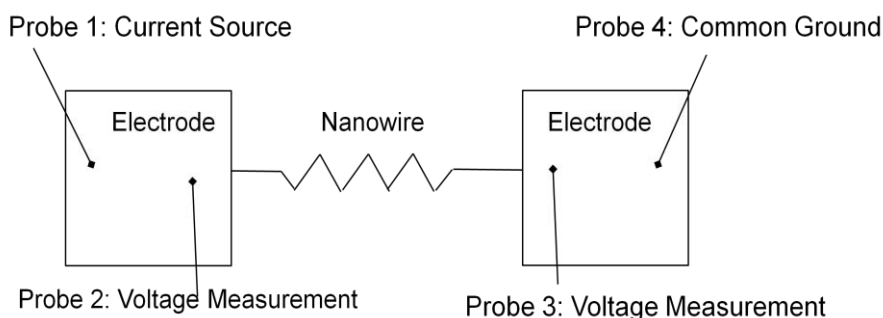 Probe 1: Current Source
Probe 4: Common Ground
Electrode
Nanowire
Electrode
Probe 2: Voltage Measurement
Probe 3: Voltage Measurement